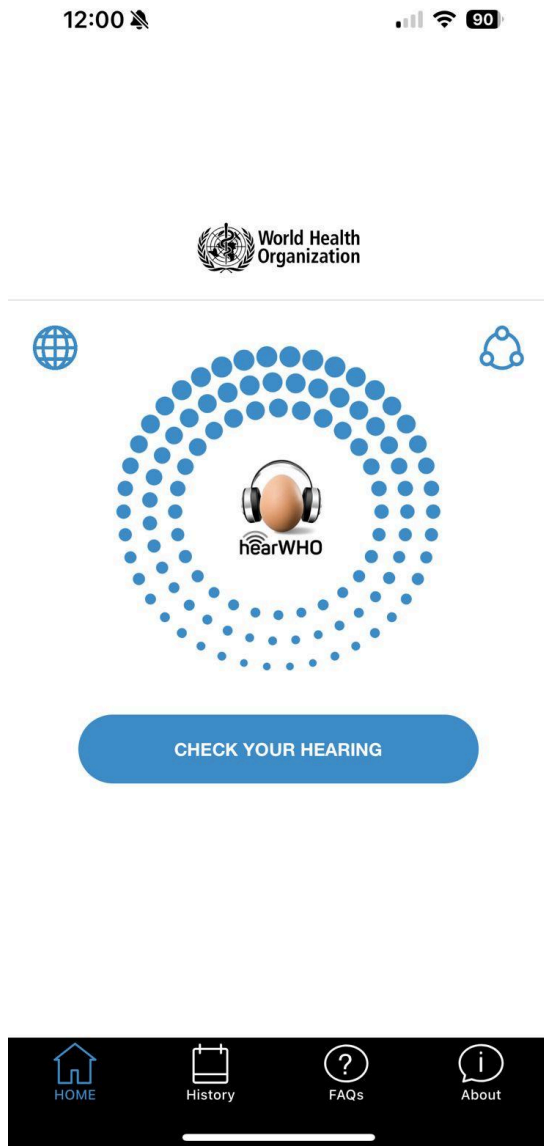 12:00
90
World Health
Organization
hearWHO
CHECK YOUR HEARING
HOME
History
?
FAQs
i
About